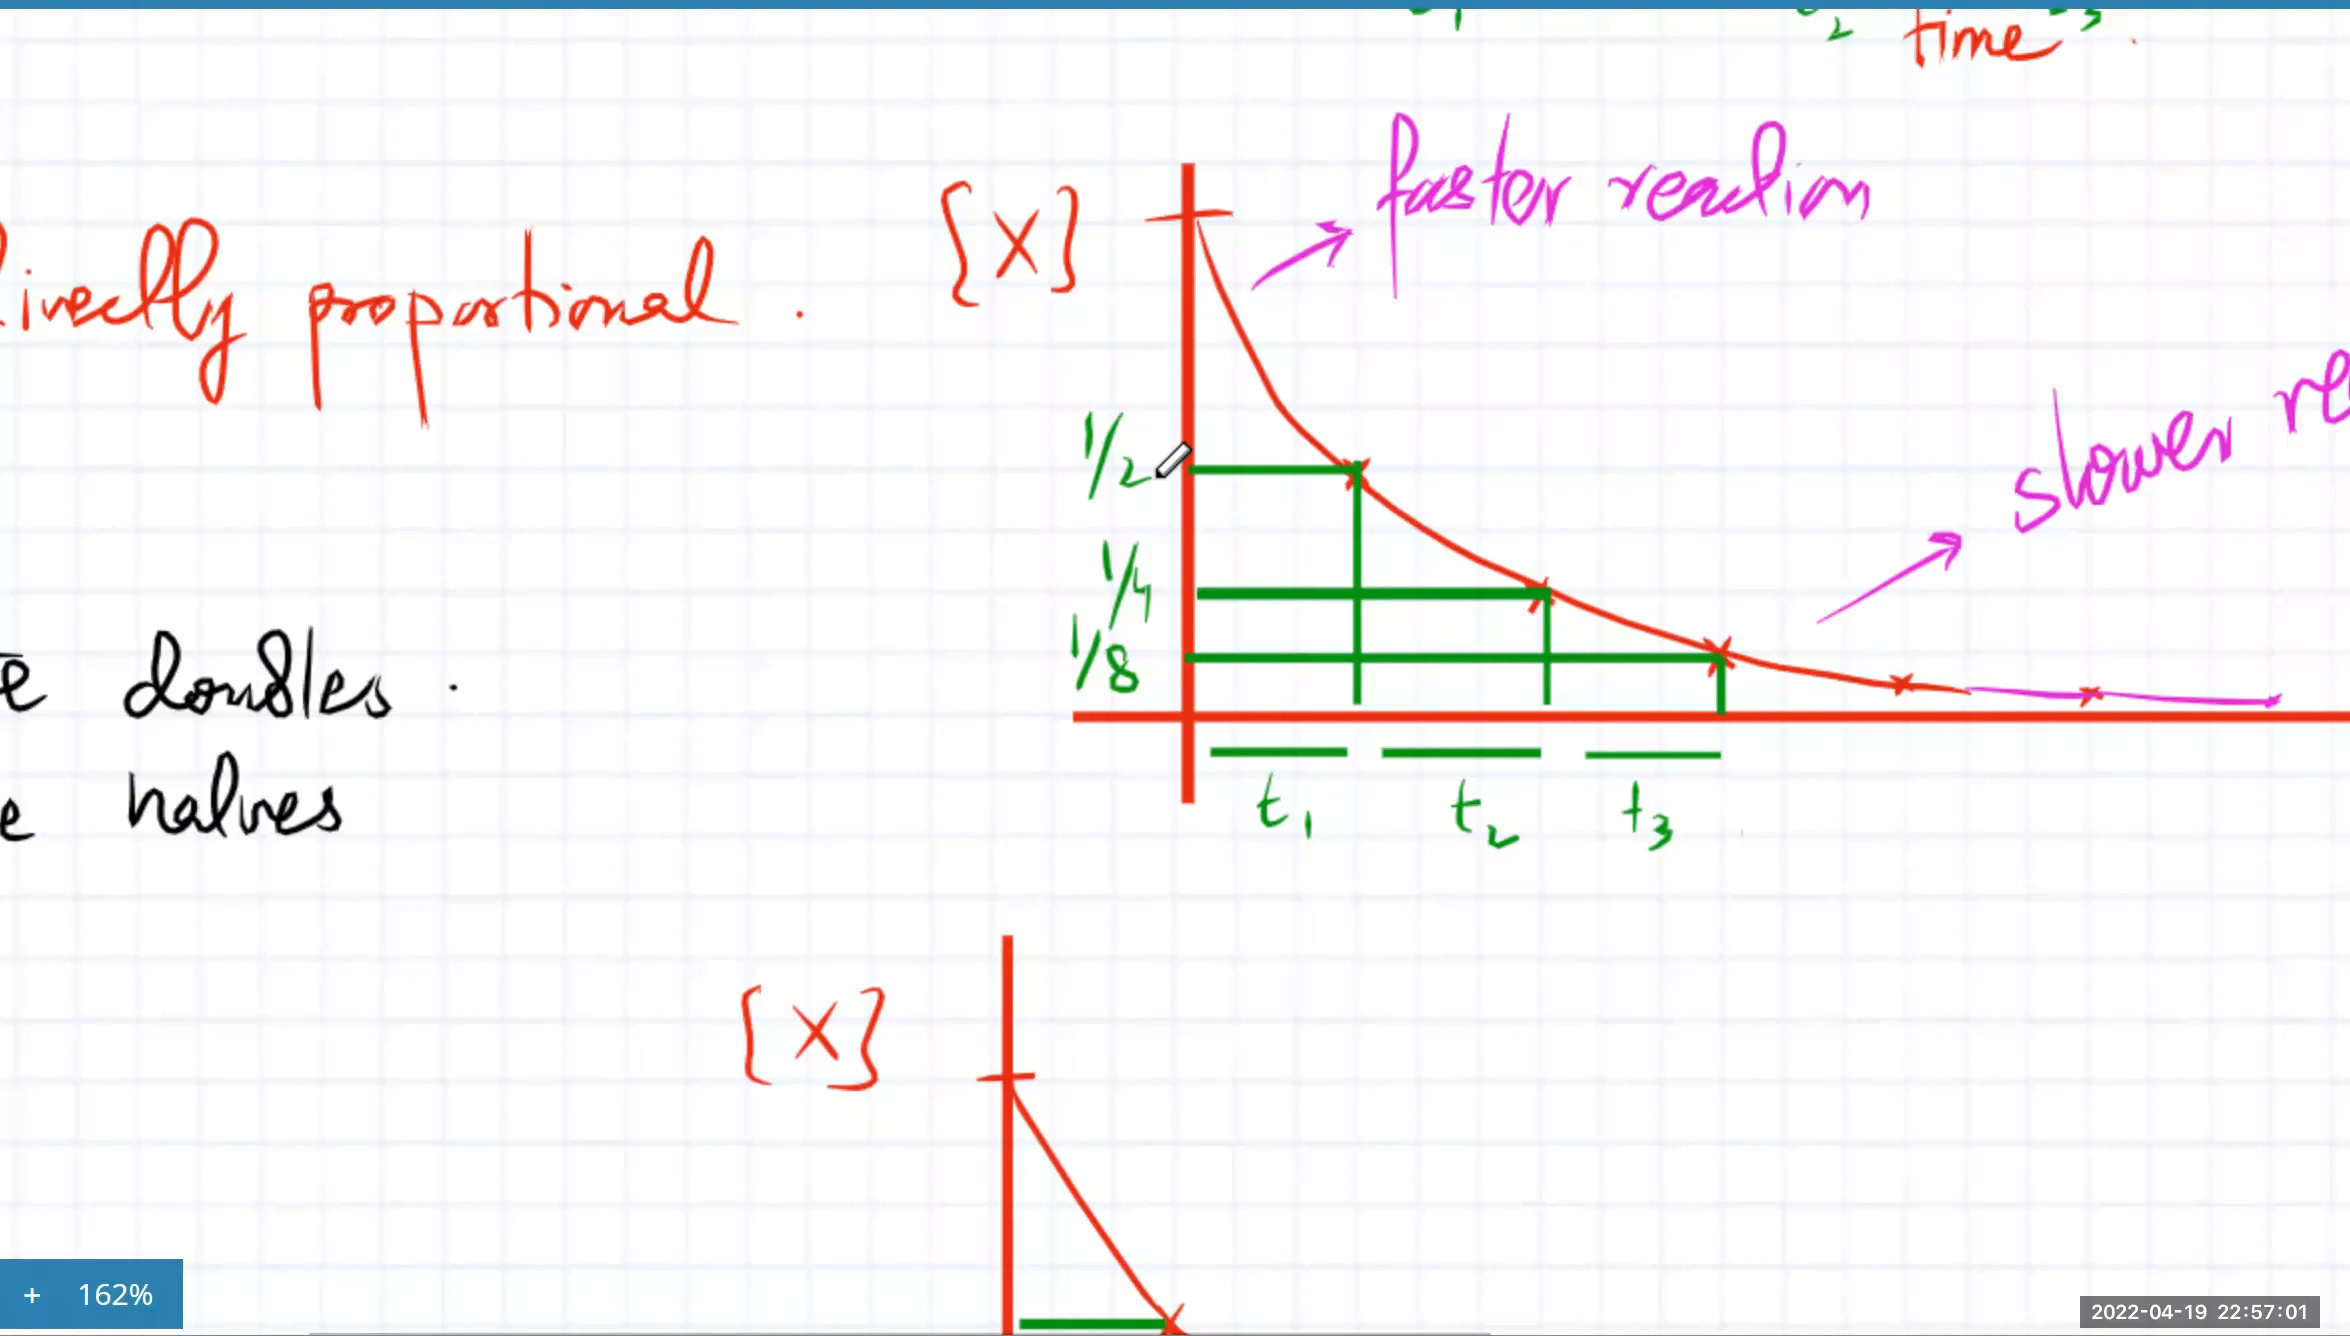 time
faster reaction
[X]
directly proportional.
1/2
slower re
1/4
1/8
e doubles.
e halves
t1 t2 t3
[X]
+ 162%
2022-04-19 22:57:01